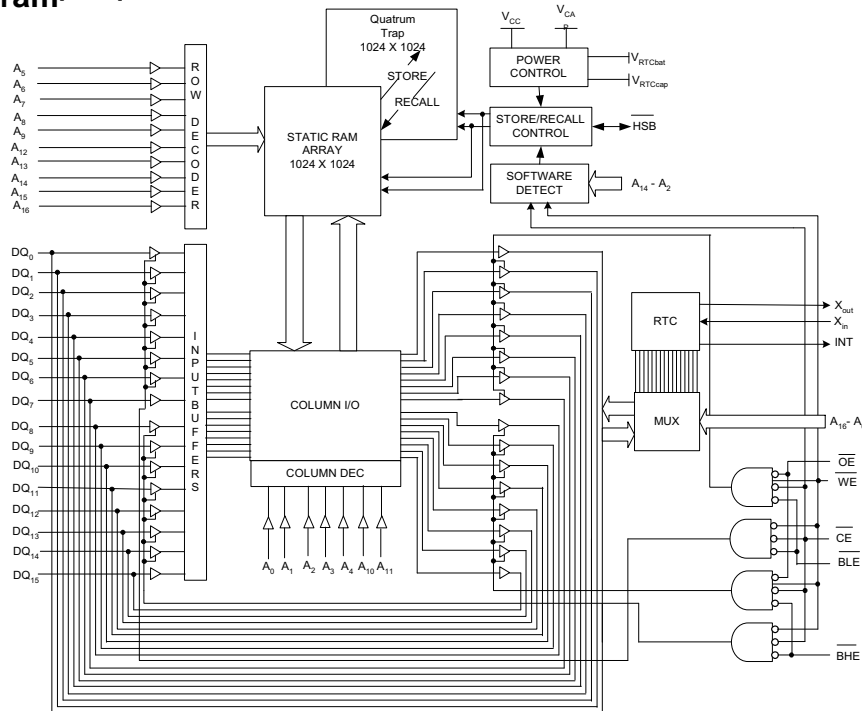 ram
Quatrum
Trap
1024 X 1024
STORE
RECALL
STATIC RAM
ARRAY
1024 X 1024
ROW DECODER
A5
A6
A7
A8
A9
A12
A13
A14
A15
A16
VCC
VCAP
POWER
CONTROL
VRTCbat
VRTCcap
STORE/RECALL
CONTROL
HSB
SOFTWARE
DETECT
A14 - A2
DQ0
DQ1
DQ2
DQ3
DQ4
DQ5
DQ6
DQ7
DQ8
DQ9
DQ10
DQ11
DQ12
DQ13
DQ14
DQ15
INPUTBUFFERS
COLUMN I/O
COLUMN DEC
A0 A1 A2 A3 A4 A10 A11
RTC
Xout
Xin
INT
MUX
A16- A
OE
WE
CE
BLE
BHE